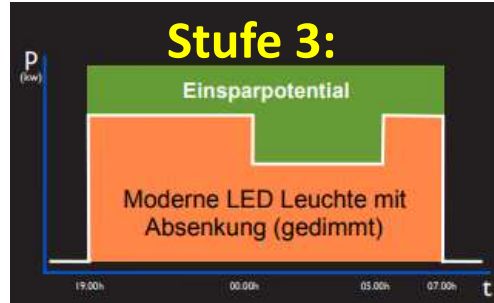 Stufe 3:
P
(kw)
Einsparpotential
Moderne LED Leuchte mit
Absenkung (gedimmt)
19.00h 00.00h 05.00h 07.00h t